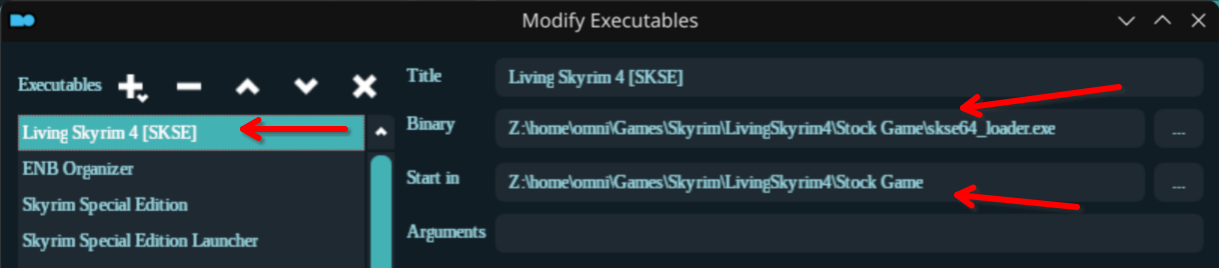 Modify Executables
Executables
Title
Living Skyrim 4 [SKSE]
Living Skyrim 4 [SKSE]
Binary
Z:\home\omni\Games\Skyrim\LivingSkyrim4\Stock Game\skse64_loader.exe
...
ENB Organizer
Start in
Z:\home\omni\Games\Skyrim\LivingSkyrim4\Stock Game
...
Skyrim Special Edition
Skyrim Special Edition Launcher
Arguments